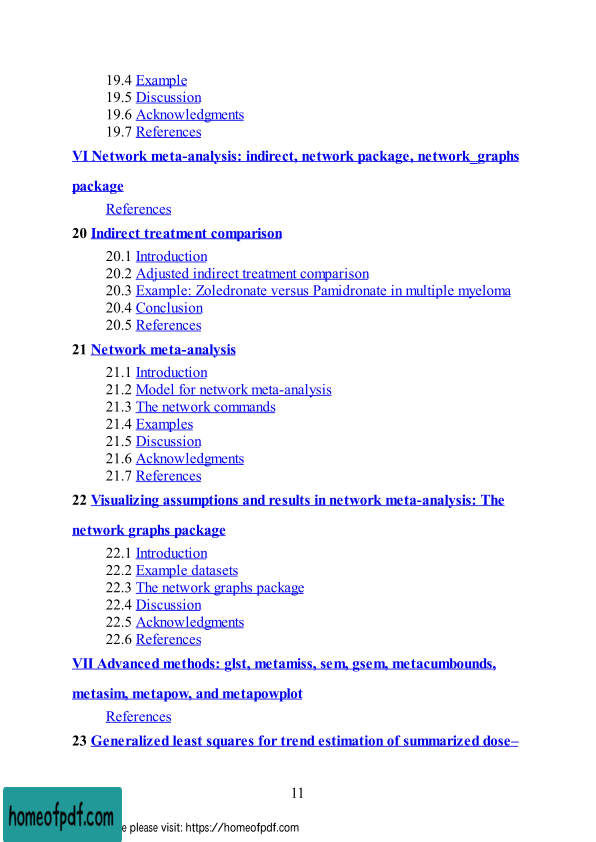 19.4 Example
19.5 Discussion
19.6 Acknowledgments
19.7 References
VI Network meta-analysis: indirect, network package, network_graphs
package
References
20 Indirect treatment comparison
20.1 Introduction
20.2 Adjusted indirect treatment comparison
20.3 Example: Zoledronate versus Pamidronate in multiple myeloma
20.4 Conclusion
20.5 References
21 Network meta-analysis
21.1 Introduction
21.2 Model for network meta-analysis
21.3 The network commands
21.4 Examples
21.5 Discussion
21.6 Acknowledgments
21.7 References
22 Visualizing assumptions and results in network meta-analysis: The
network graphs package
22.1 Introduction
22.2 Example datasets
22.3 The network graphs package
22.4 Discussion
22.5 Acknowledgments
22.6 References
VII Advanced methods: glst, metamiss, sem, gsem, metacumbounds,
metasim, metapow, and metapowplot
References
23 Generalized least squares for trend estimation of summarized dose–
11
homeofpdf.com
e please visit: https://homeofpdf.com